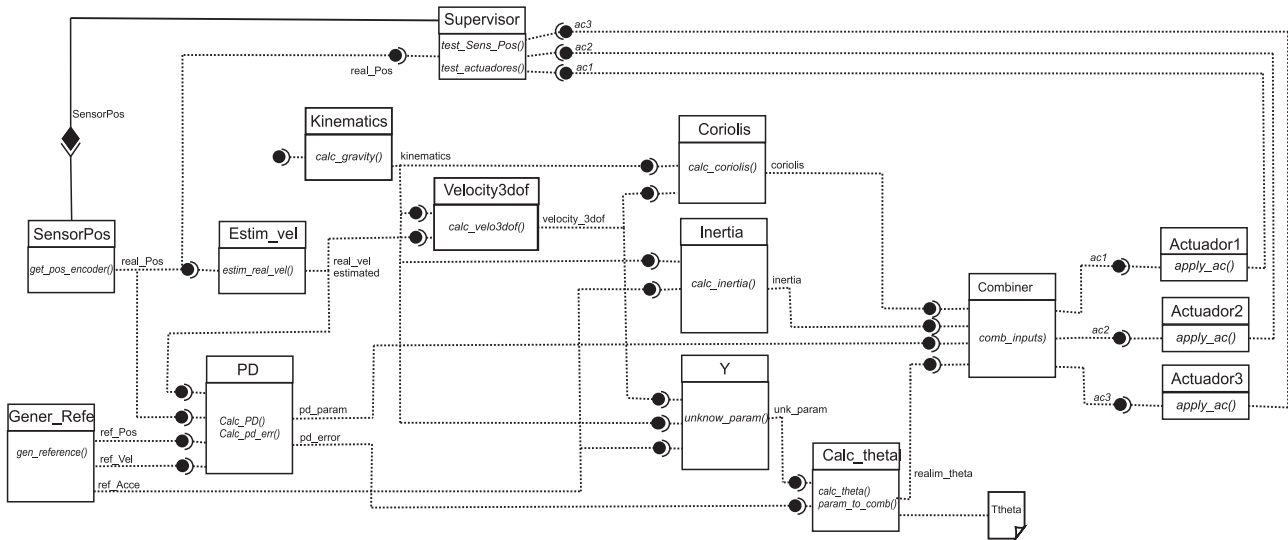 Supervisor
test_Sens_Pos()
test_actuadores()
ac3
ac2
ac1
real_Pos
SensorPos
Kinematics
calc_gravity()
kinematics
Coriolis
calc_coriolis()
coriolis
Velocity3dof
calc_velo3dof()
velocity_3dof
SensorPos
get_pos_encoder()
real_Pos
Estim_vel
estim_real_vel()
real_vel
estimated
Inertia
calc_inertia()
inertia
Combiner
comb_inputs)
ac1
ac2
ac3
Actuador1
apply_ac()
Actuador2
apply_ac()
Actuador3
apply_ac()
PD
Calc_PD()
Calc_pd_err()
pd_param
pd_error
Gener_Refe
gen_reference()
ref_Pos
ref_Vel
ref_Acce
Y
unknow_param()
unk_param
Calc_thetal
calc_theta()
param_to_comb()
realim_theta
Ttheta